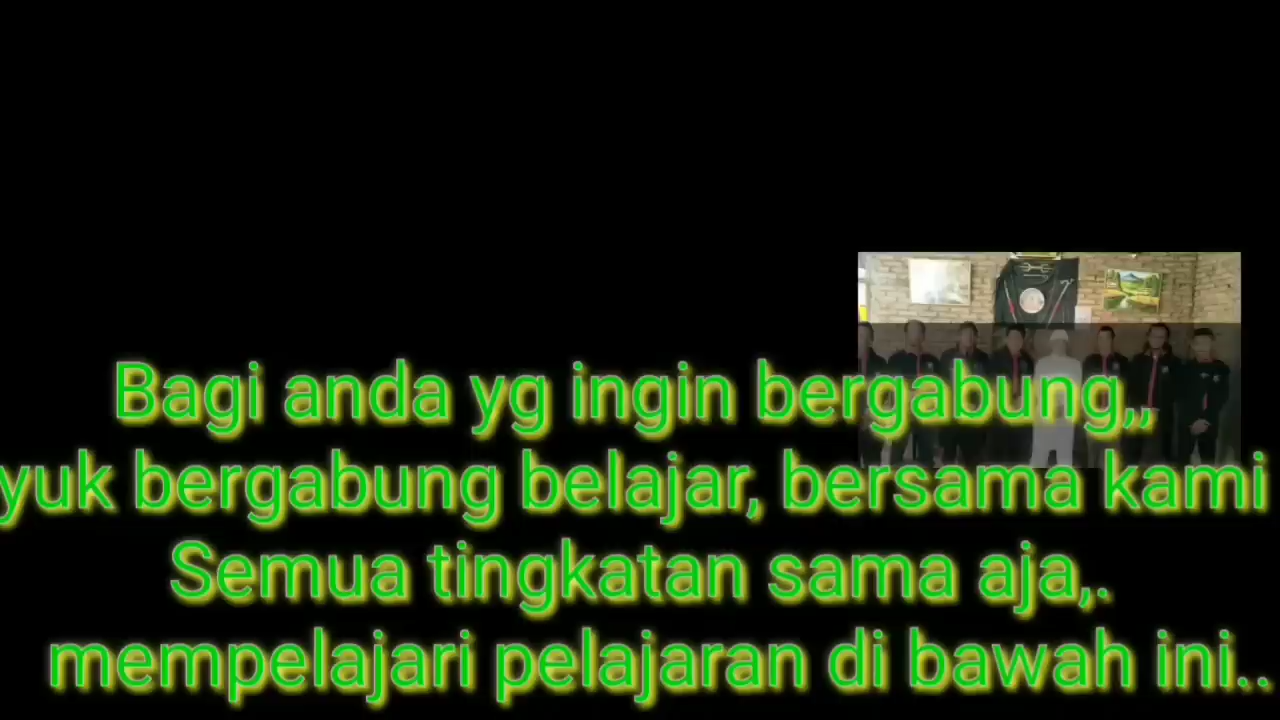 Bagi anda yg ingin bergabung,,
yuk bergabung belajar, bersama kami
Semua tingkatan sama aja,.
mempelajari pelajaran di bawah ini..